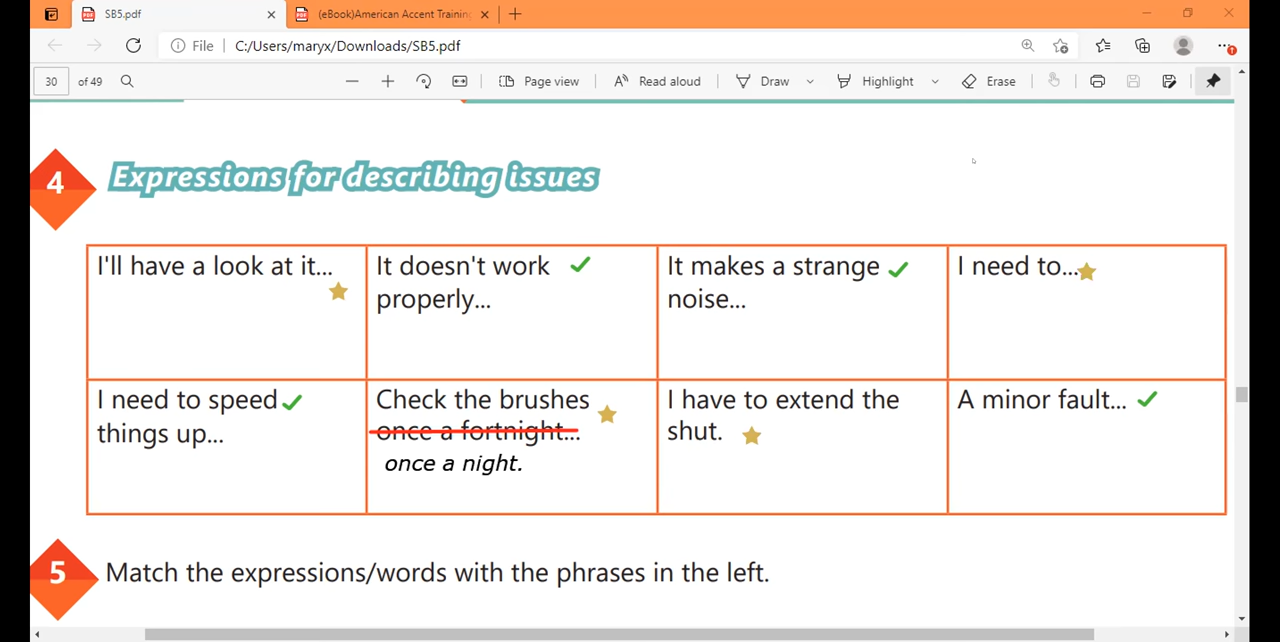 SB5.pdf
(eBook)American Accent Training
File
C:/Users/maryx/Downloads/SB5.pdf
30 of 49
Page view
Read aloud
Draw
Highlight
Erase
4
Expressions for describing issues
I'll have a look at it...
It doesn't work
properly...
It makes a strange
noise...
I need to...
I need to speed
things up...
Check the brushes
once a fortnight...
once a night.
I have to extend the
shut.
A minor fault...
5
Match the expressions/words with the phrases in the left.